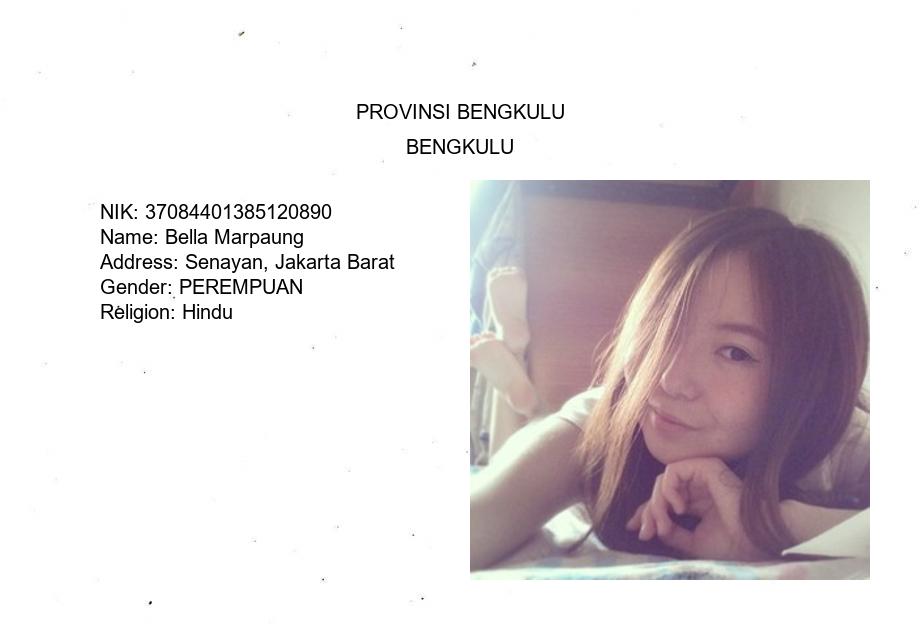 PROVINSI BENGKULU
BENGKULU
NIK: 37084401385120890
Name: Bella Marpaung
Address: Senayan, Jakarta Barat
Gender: PEREMPUAN
Religion: Hindu